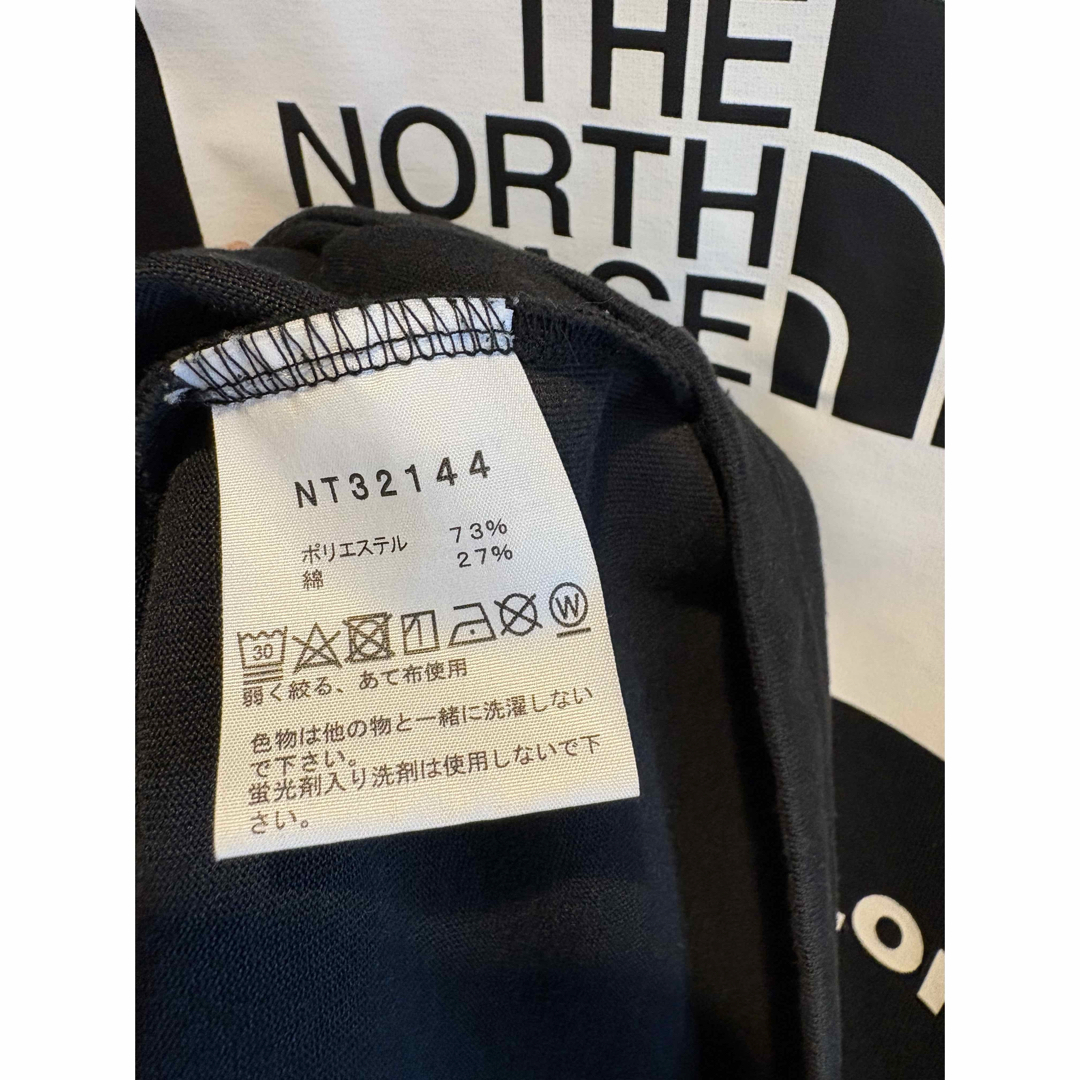 THE
NORTH
FACE
NT32144
ポリエステル 73%
綿 27%
30 W
弱く絞る、あて布使用
色物は他の物と一緒に洗濯しない
で下さい。
蛍光剤入り洗剤は使用しないで下
さい。